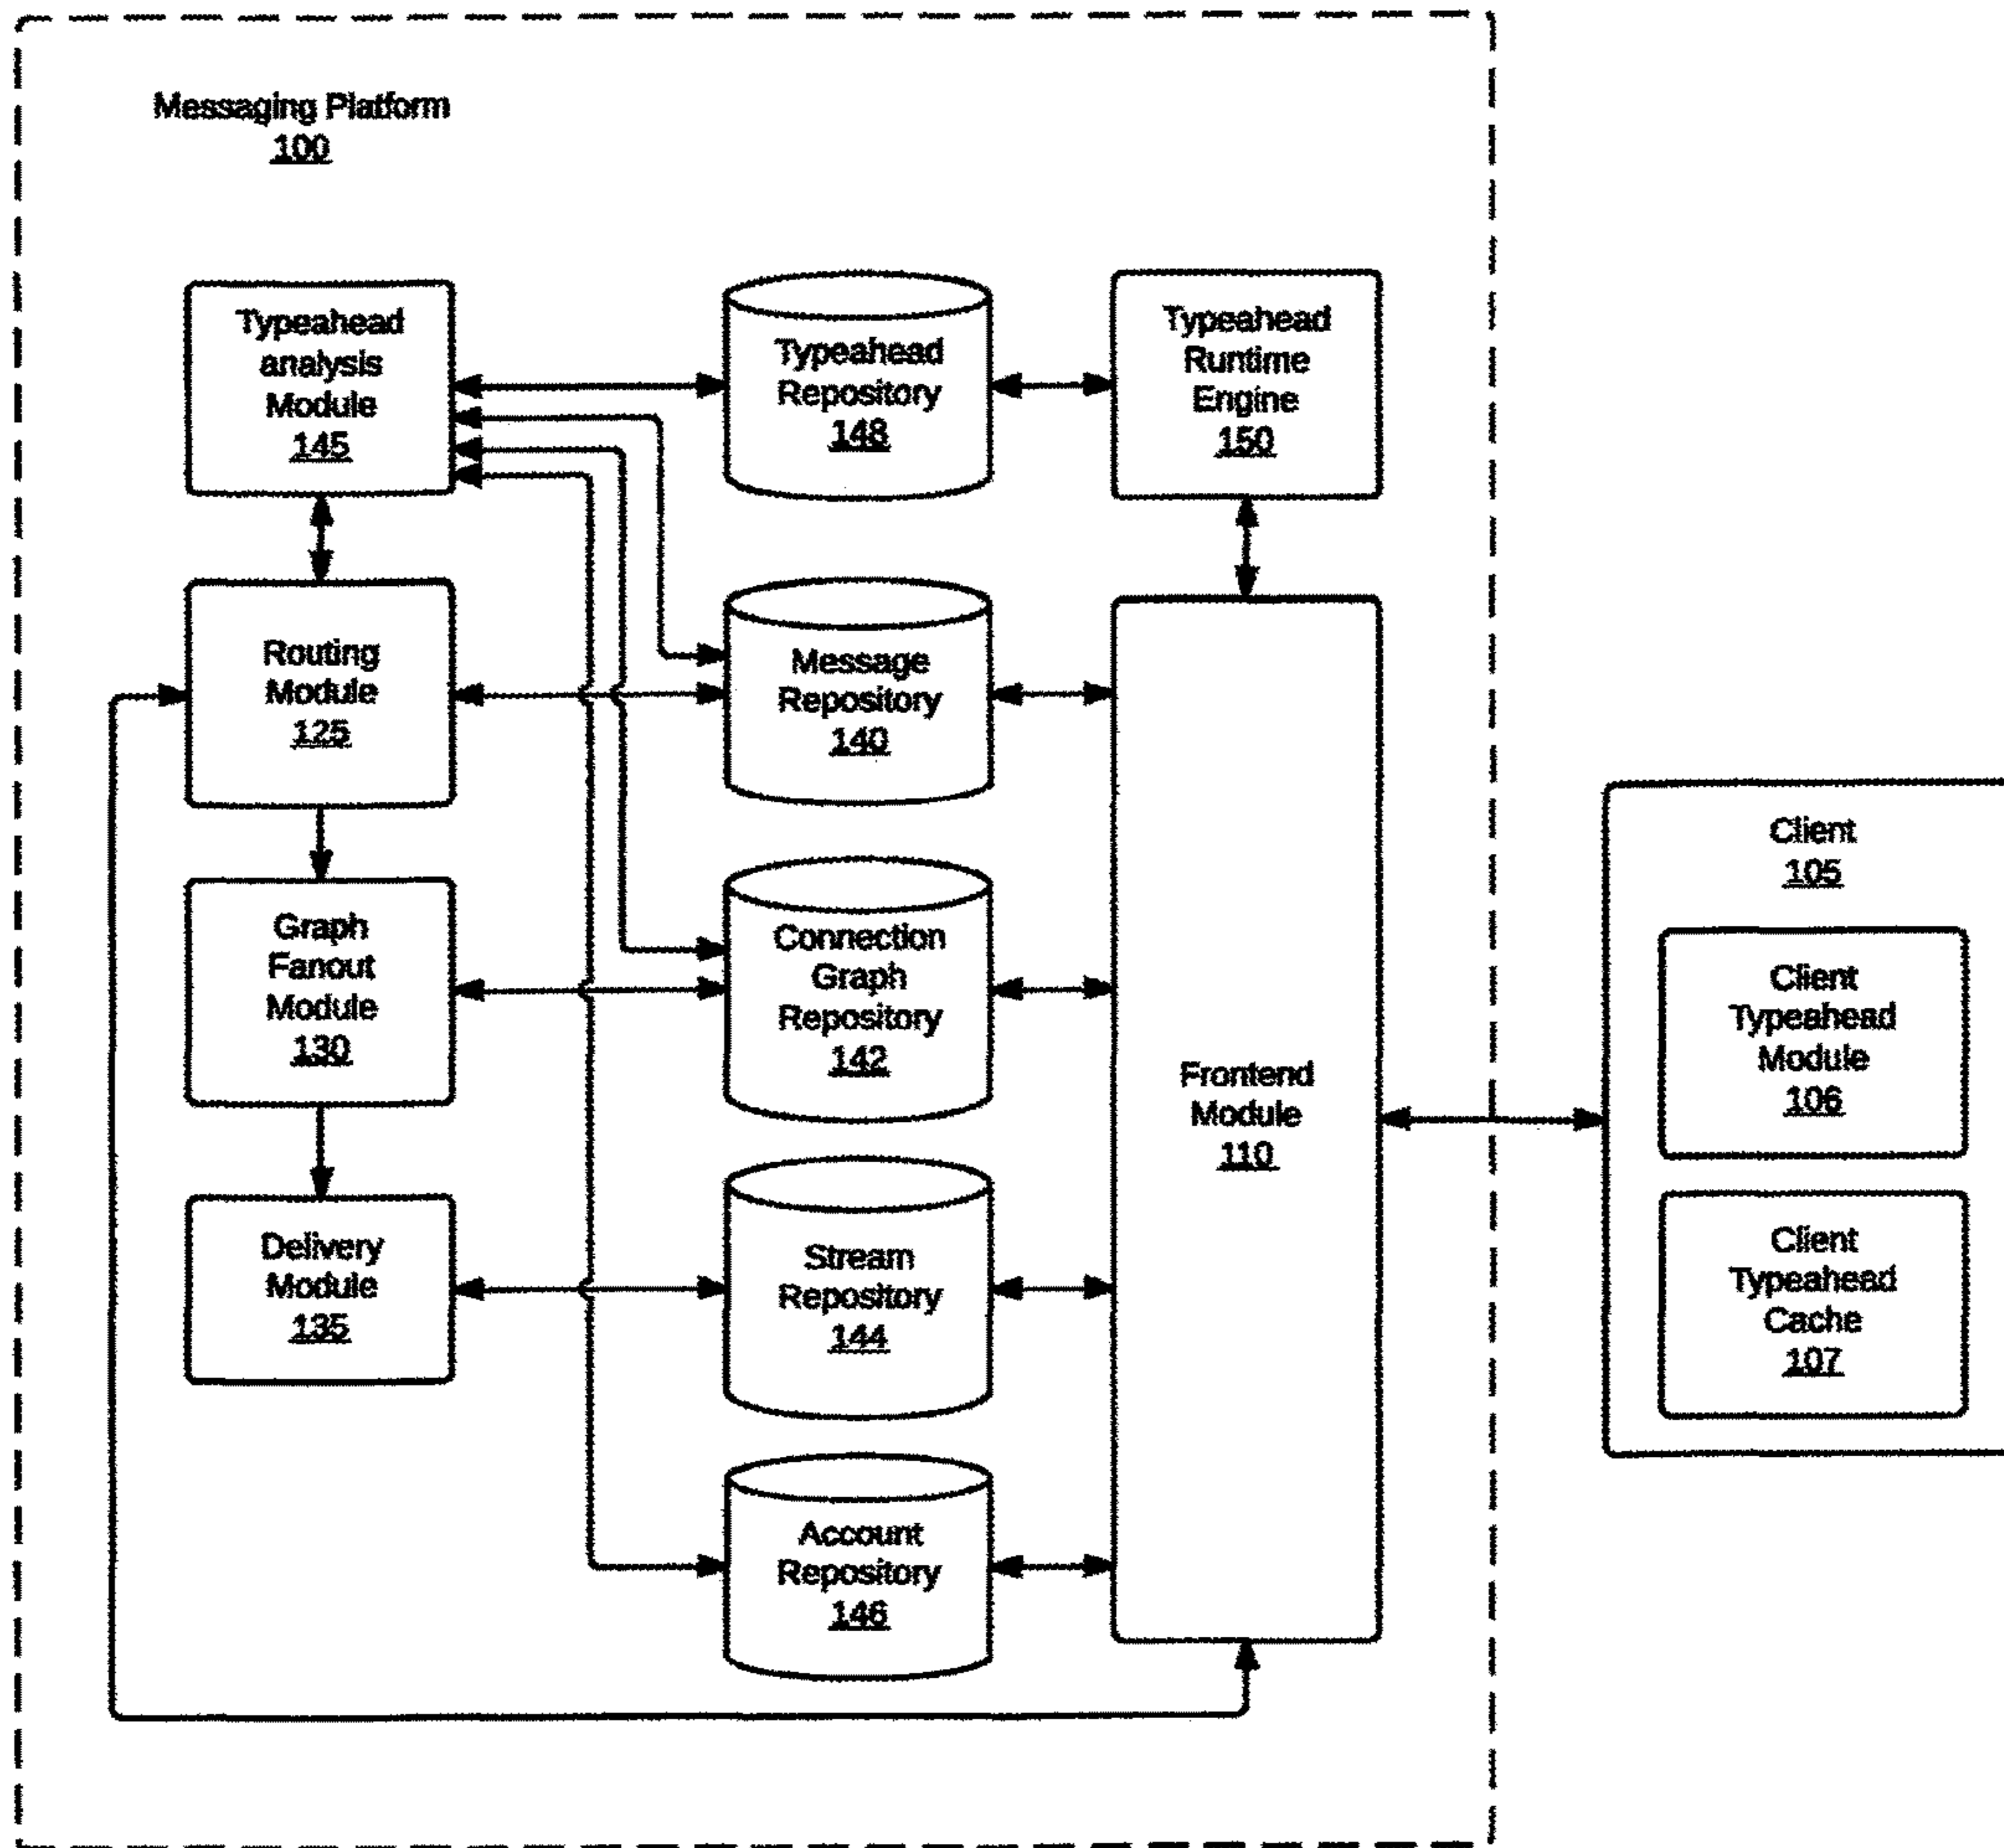 Messaging Platform
100
Typeahead
analysis
Module
145
Typeahead
Repository
148
Typeahead
Runtime
Engine
150
Routing
Module
125
Message
Repository
140
Graph
Fanout
Module
130
Connection
Graph
Repository
142
Frontend
Module
110
Delivery
Module
135
Stream
Repository
144
Account
Repository
146
Client
105
Client
Typeahead
Module
106
Client
Typeahead
Cache
107